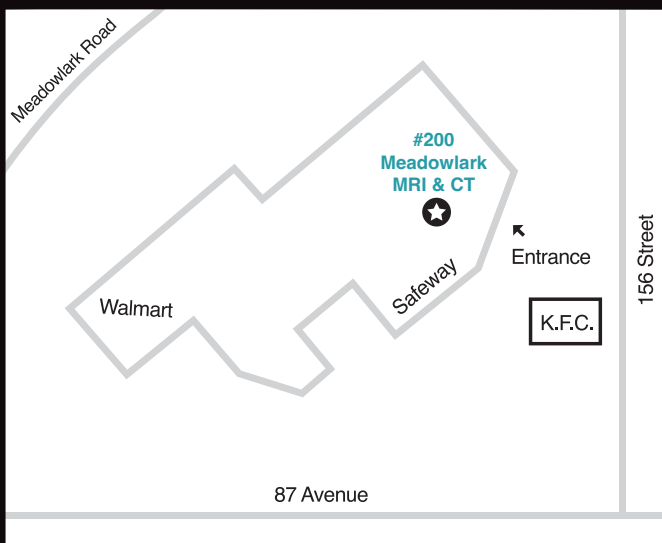 Meadowlark Road
#200
Meadowlark
MRI & CT
Entrance
156 Street
Safeway
Walmart
K.F.C.
87 Avenue